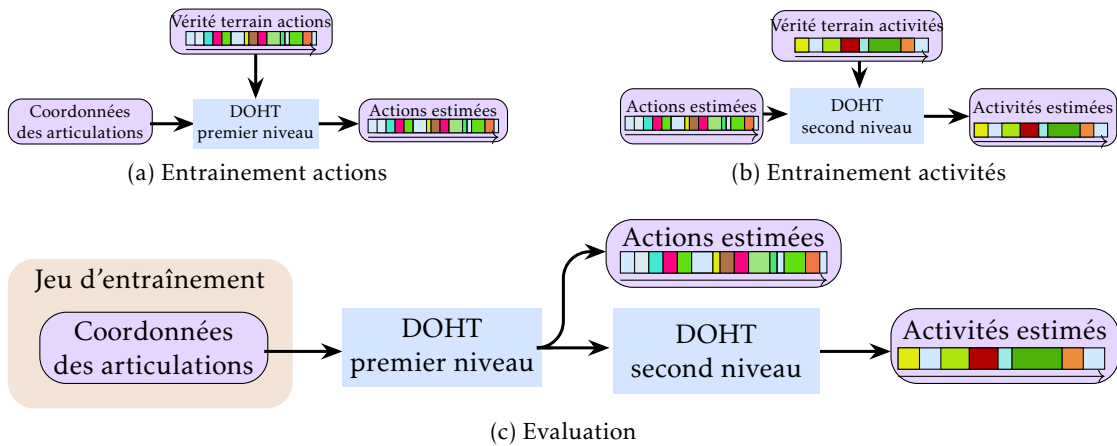 Vérité terrain actions
Coordonnées
des articulations
DOHT
premier niveau
Actions estimées
(a) Entrainement actions
Vérité terrain activités
Actions estimées
DOHT
second niveau
Activités estimées
(b) Entrainement activités
Jeu d'entraînement
Coordonnées
des articulations
DOHT
premier niveau
Actions estimées
DOHT
second niveau
Activités estimés
(c) Evaluation